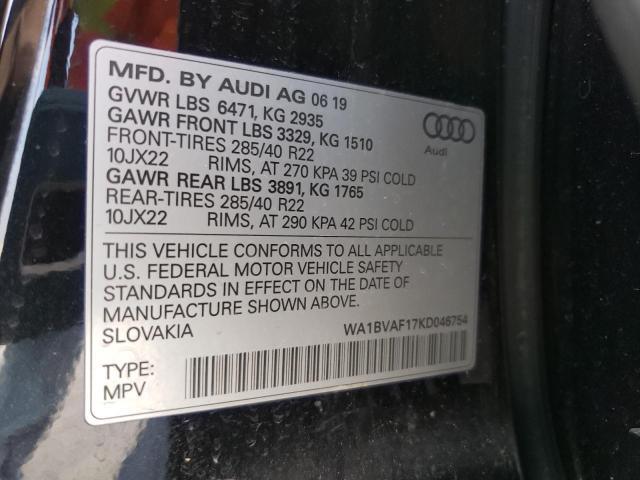 MFD. BY AUDI AG 06 19
GVWR LBS 6471, KG 2935
GAWR FRONT LBS 3329, KG 1510
FRONT-TIRES 285/40 R22
10JX22 RIMS, AT 270 KPA 39 PSI COLD
GAWR REAR LBS 3891, KG 1765
REAR-TIRES 285/40 R22
10JX22 RIMS, AT 290 KPA 42 PSI COLD
Audi
THIS VEHICLE CONFORMS TO ALL APPLICABLE
U.S. FEDERAL MOTOR VEHICLE SAFETY
STANDARDS IN EFFECT ON THE DATE OF
MANUFACTURE SHOWN ABOVE.
SLOVAKIA WA1BVAF17KD046754
TYPE:
MPV